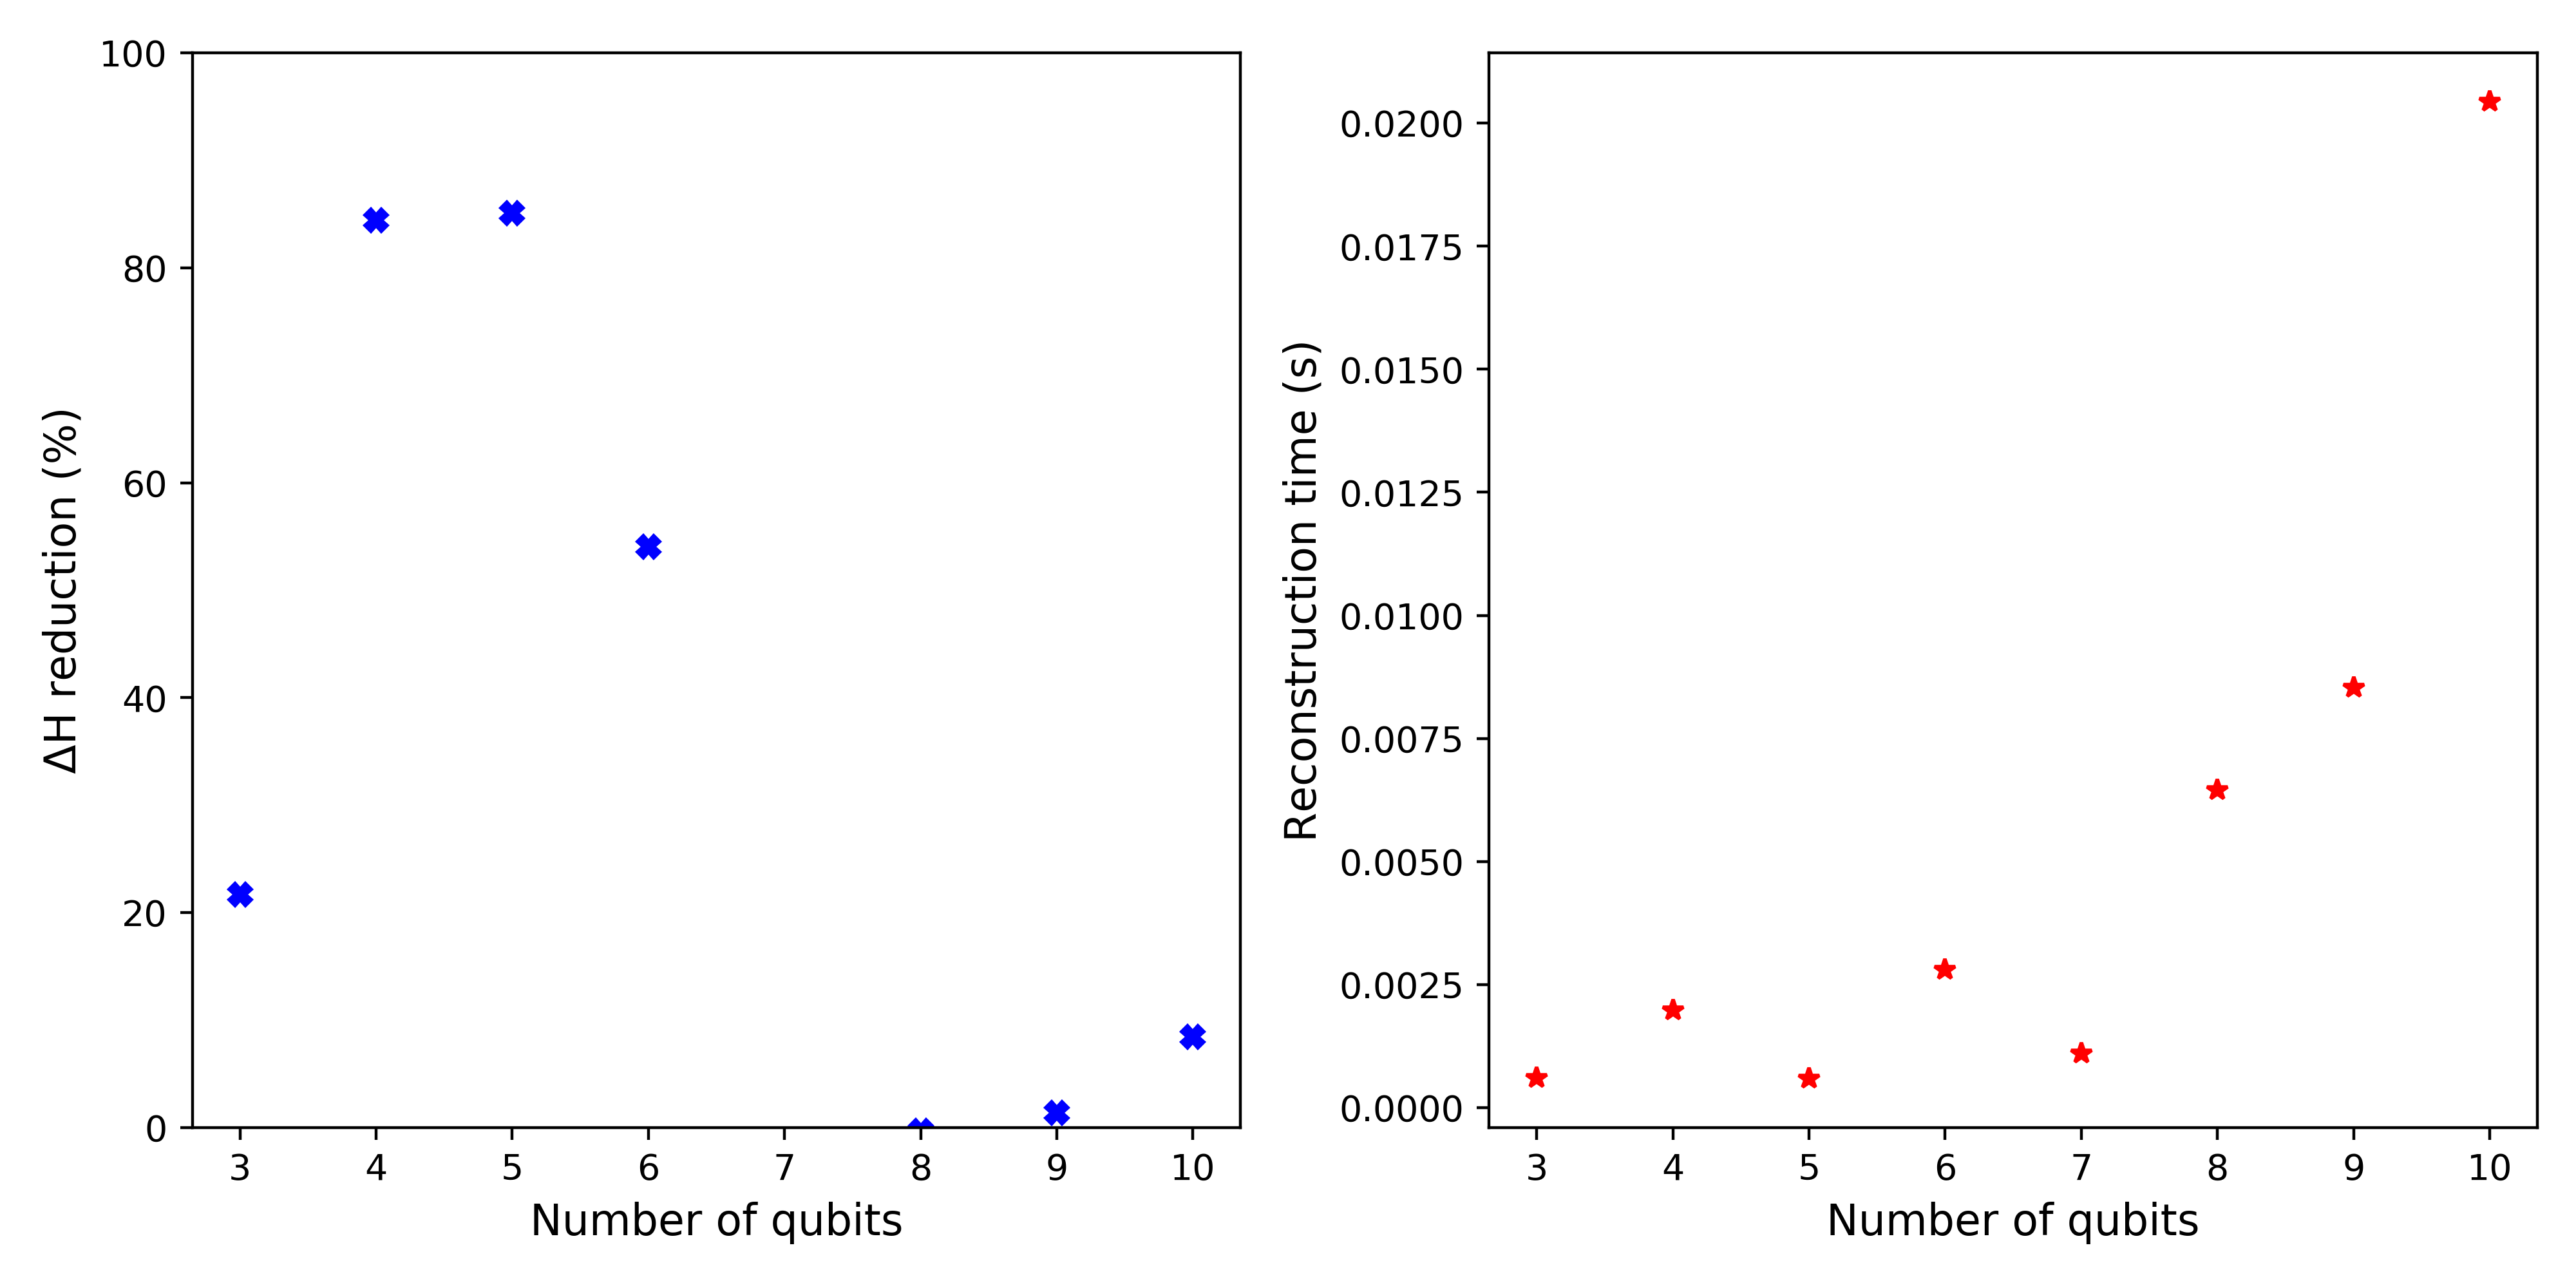 100
80
60
40
20
0
ΔH reduction (%)
3 4 5 6 7 8 9 10
Number of qubits
0.0200
0.0175
0.0150
0.0125
0.0100
0.0075
0.0050
0.0025
0.0000
Reconstruction time (s)
3 4 5 6 7 8 9 10
Number of qubits